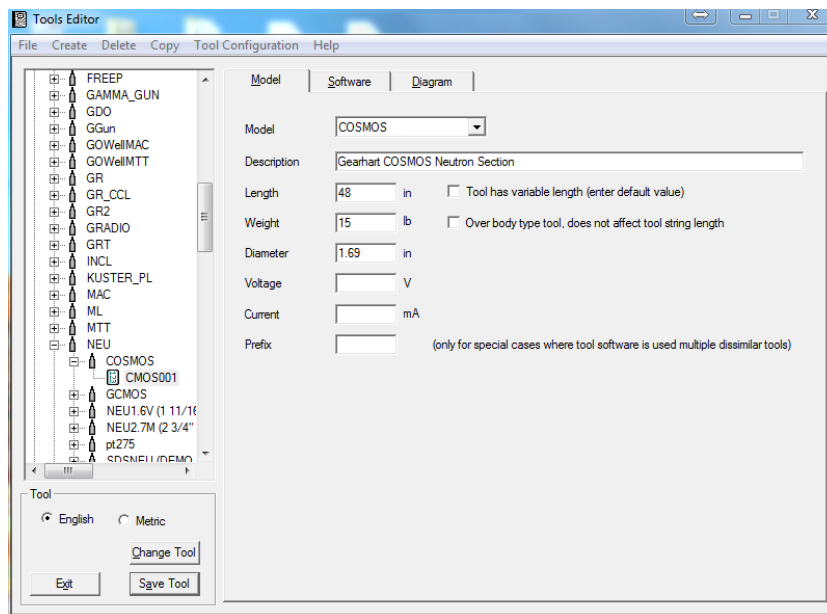 Tools Editor
File Create Delete Copy Tool Configuration Help
FREEP
GAMMA_GUN
GDO
GGun
GOWellMAC
GOWellMTT
GR
GR_CCL
GR2
GRADIO
GRT
INCL
KUSTER_PL
MAC
ML
MTT
NEU
COSMOS
CMOS001
GCMOS
NEU1.6V (1 11/16
NEU2.7M (2 3/4"
pt275
SDSNEU (DEMO
Tool
English Metric
Change Tool
Exit Save Tool
Model Software Diagram
Model COSMOS
Description Gearhart COSMOS Neutron Section
Length 48 in Tool has variable length (enter default value)
Weight 15 lb Over body type tool, does not affect tool string length
Diameter 1.69 in
Voltage V
Current mA
Prefix (only for special cases where tool software is used multiple dissimilar tools)